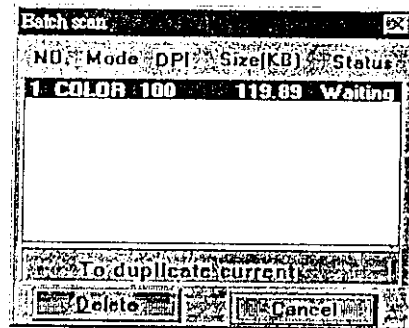 Batch scan
NO. Mode DPI Size(KB) Status
1 COLOR 100 119.89 Waiting
To duplicate current
Delete
Cancel